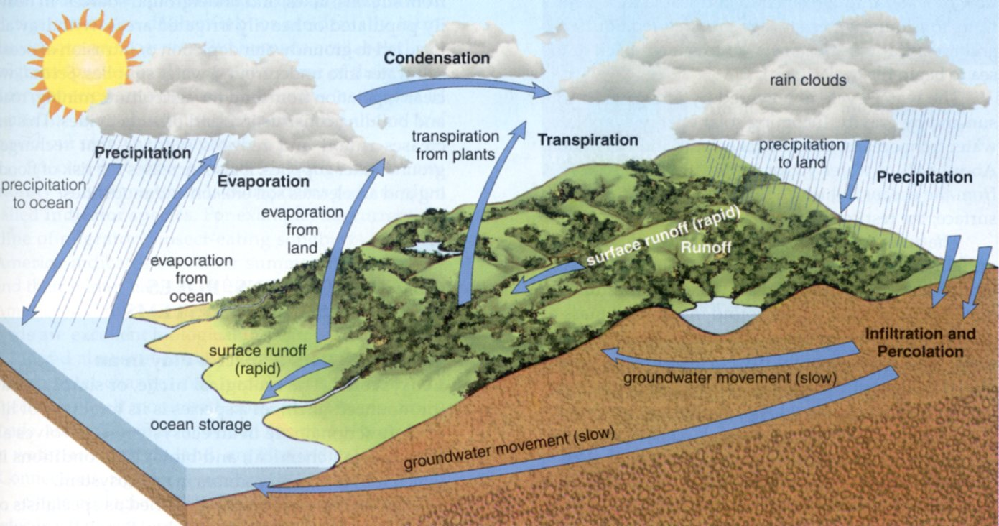 Condensation
rain clouds
transpiration
from plants
Transpiration
precipitation
to land
Precipitation
Precipitation
precipitation
to ocean
Evaporation
evaporation
from
land
evaporation
from
ocean
surface runoff (rapid)
Runoff
Infiltration and
Percolation
surface runoff
(rapid)
groundwater movement (slow)
ocean storage
groundwater movement (slow)